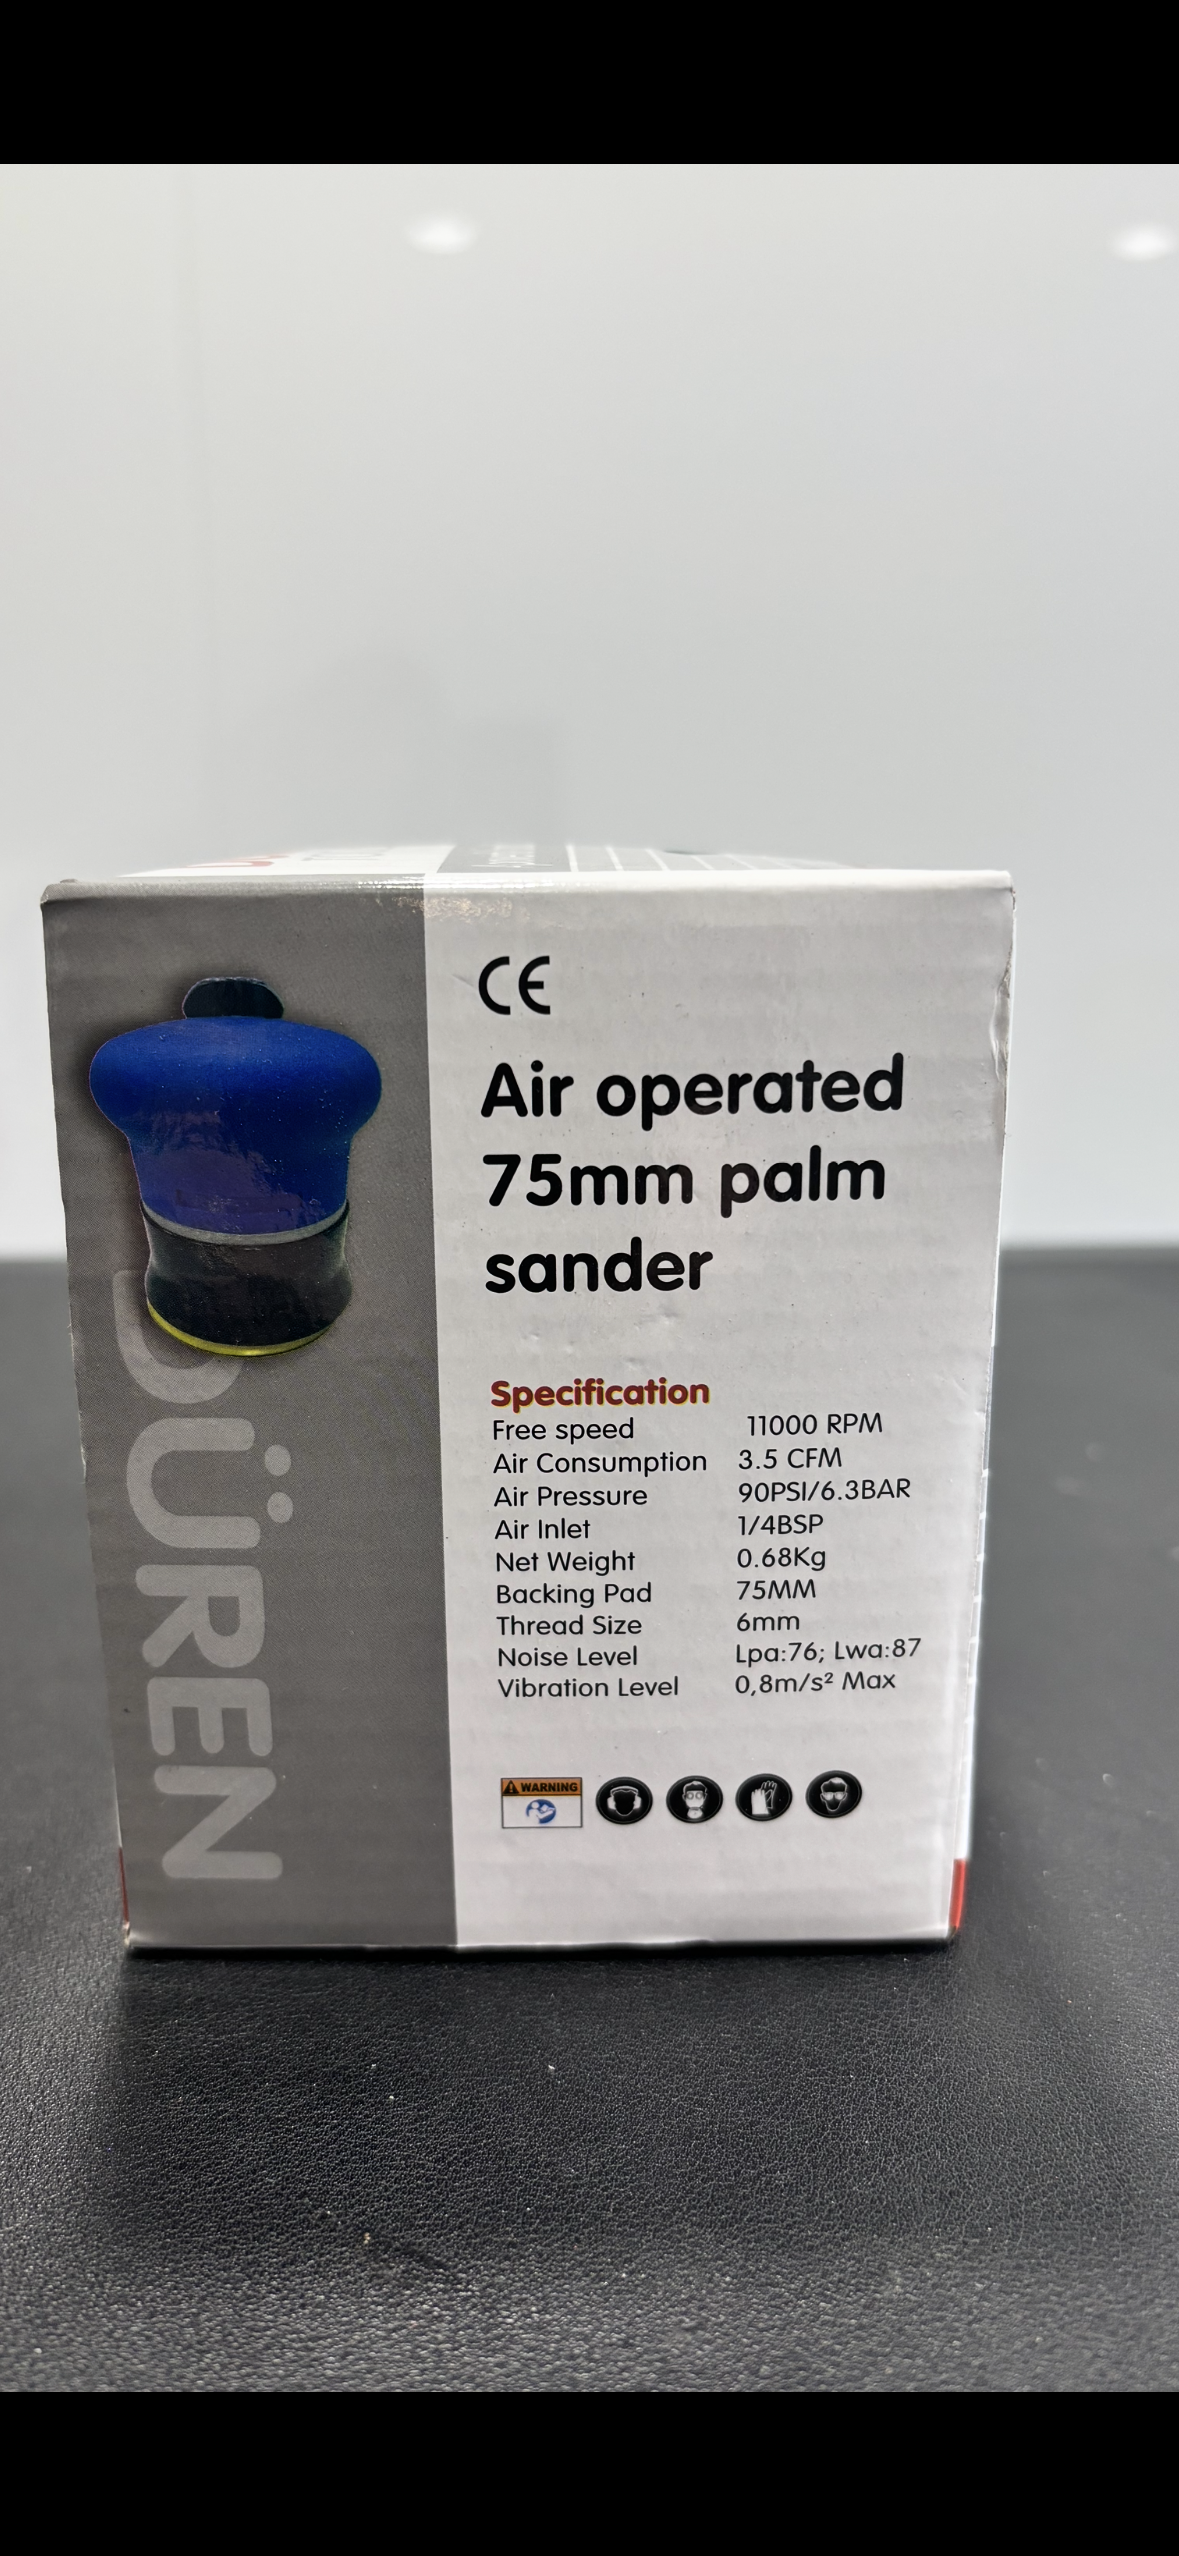 CE
Air operated
75mm palm
sander
Specification
Free speed 11000 RPM
Air Consumption 3.5 CFM
Air Pressure 90PSI/6.3BAR
Air Inlet 1/4BSP
Net Weight 0.68Kg
Backing Pad 75MM
Thread Size 6mm
Noise Level Lpa:76; Lwa:87
Vibration Level 0,8m/s² Max
WARNING
DÜREN